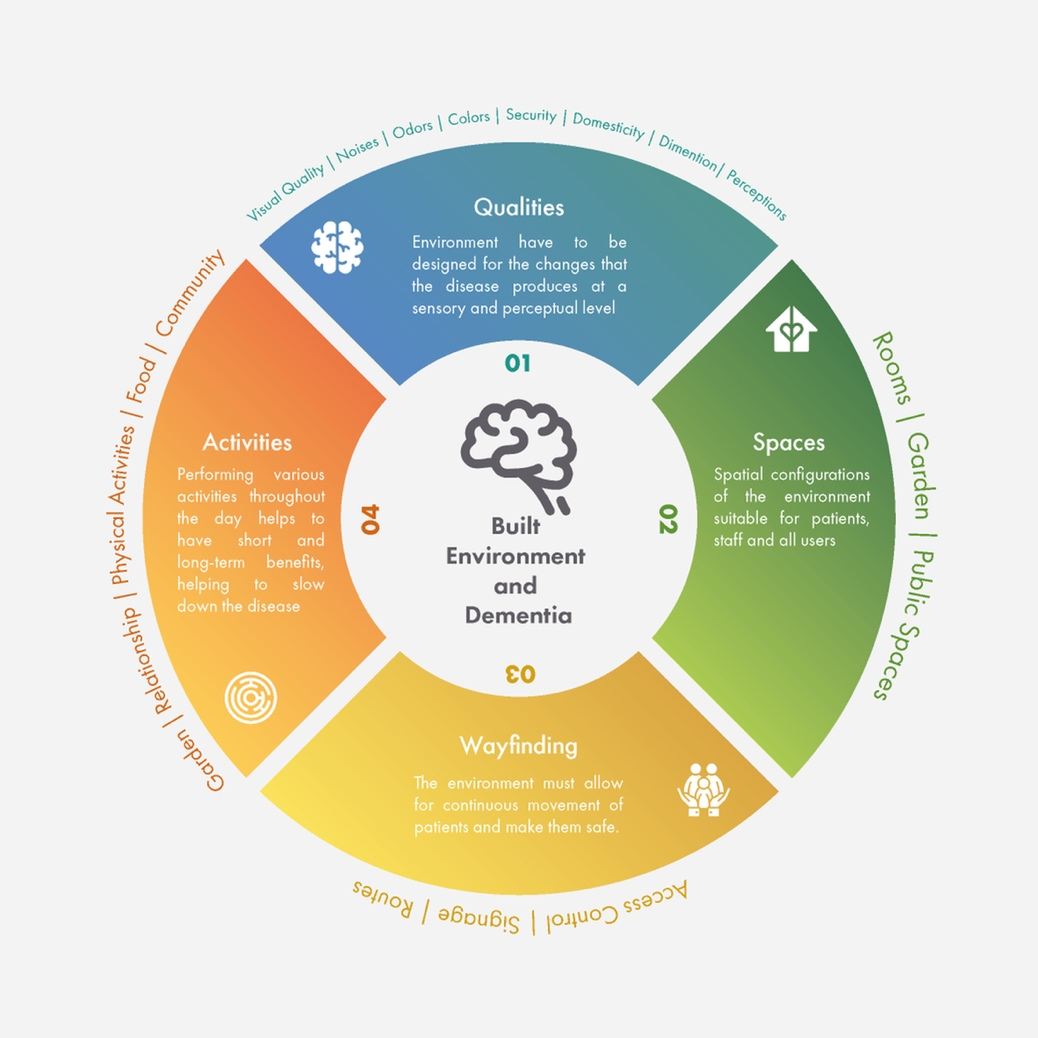 Visual Quality | Noises | Odors | Colors | Security | Domesticity | Dimention | Perceptions
Qualities
Environment have to be
designed for the changes that
the disease produces at a
sensory and perceptual level
01
Rooms | Garden | Public Spaces
Spaces
Spatial configurations
of the environment
suitable for patients,
staff and all users
02
Built
Environment
and
Dementia
03
Wayfinding
The environment must allow
for continuous movement of
patients and make them safe.
Access Control | Signage | Routes
04
Activities
Performing various
activities throughout
the day helps to
have short and
long-term benefits,
helping to slow
down the disease
Garden | Relationship | Physical Activities | Food | Community